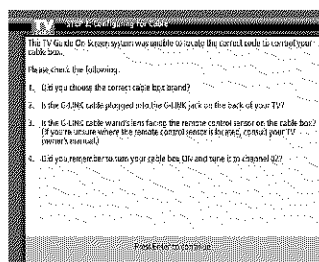 TV STEP 1: Configuring for Cable
The TV Guide On Screen system was unable to locate the correct code to control your
cable box.
Please check the following.
1. Did you choose the correct cable box brand?
2. Is the G-LINK cable plugged into the G-LINK jack on the back of your TV?
3. Is the G-LINK cable wand's lens facing the remote control sensor on the cable box?
(If you're unsure where the remote control sensor is located, consult your TV
owner's manual.)
4. Did you remember to turn your cable box ON and tune it to channel 02?
Press Enter to continue